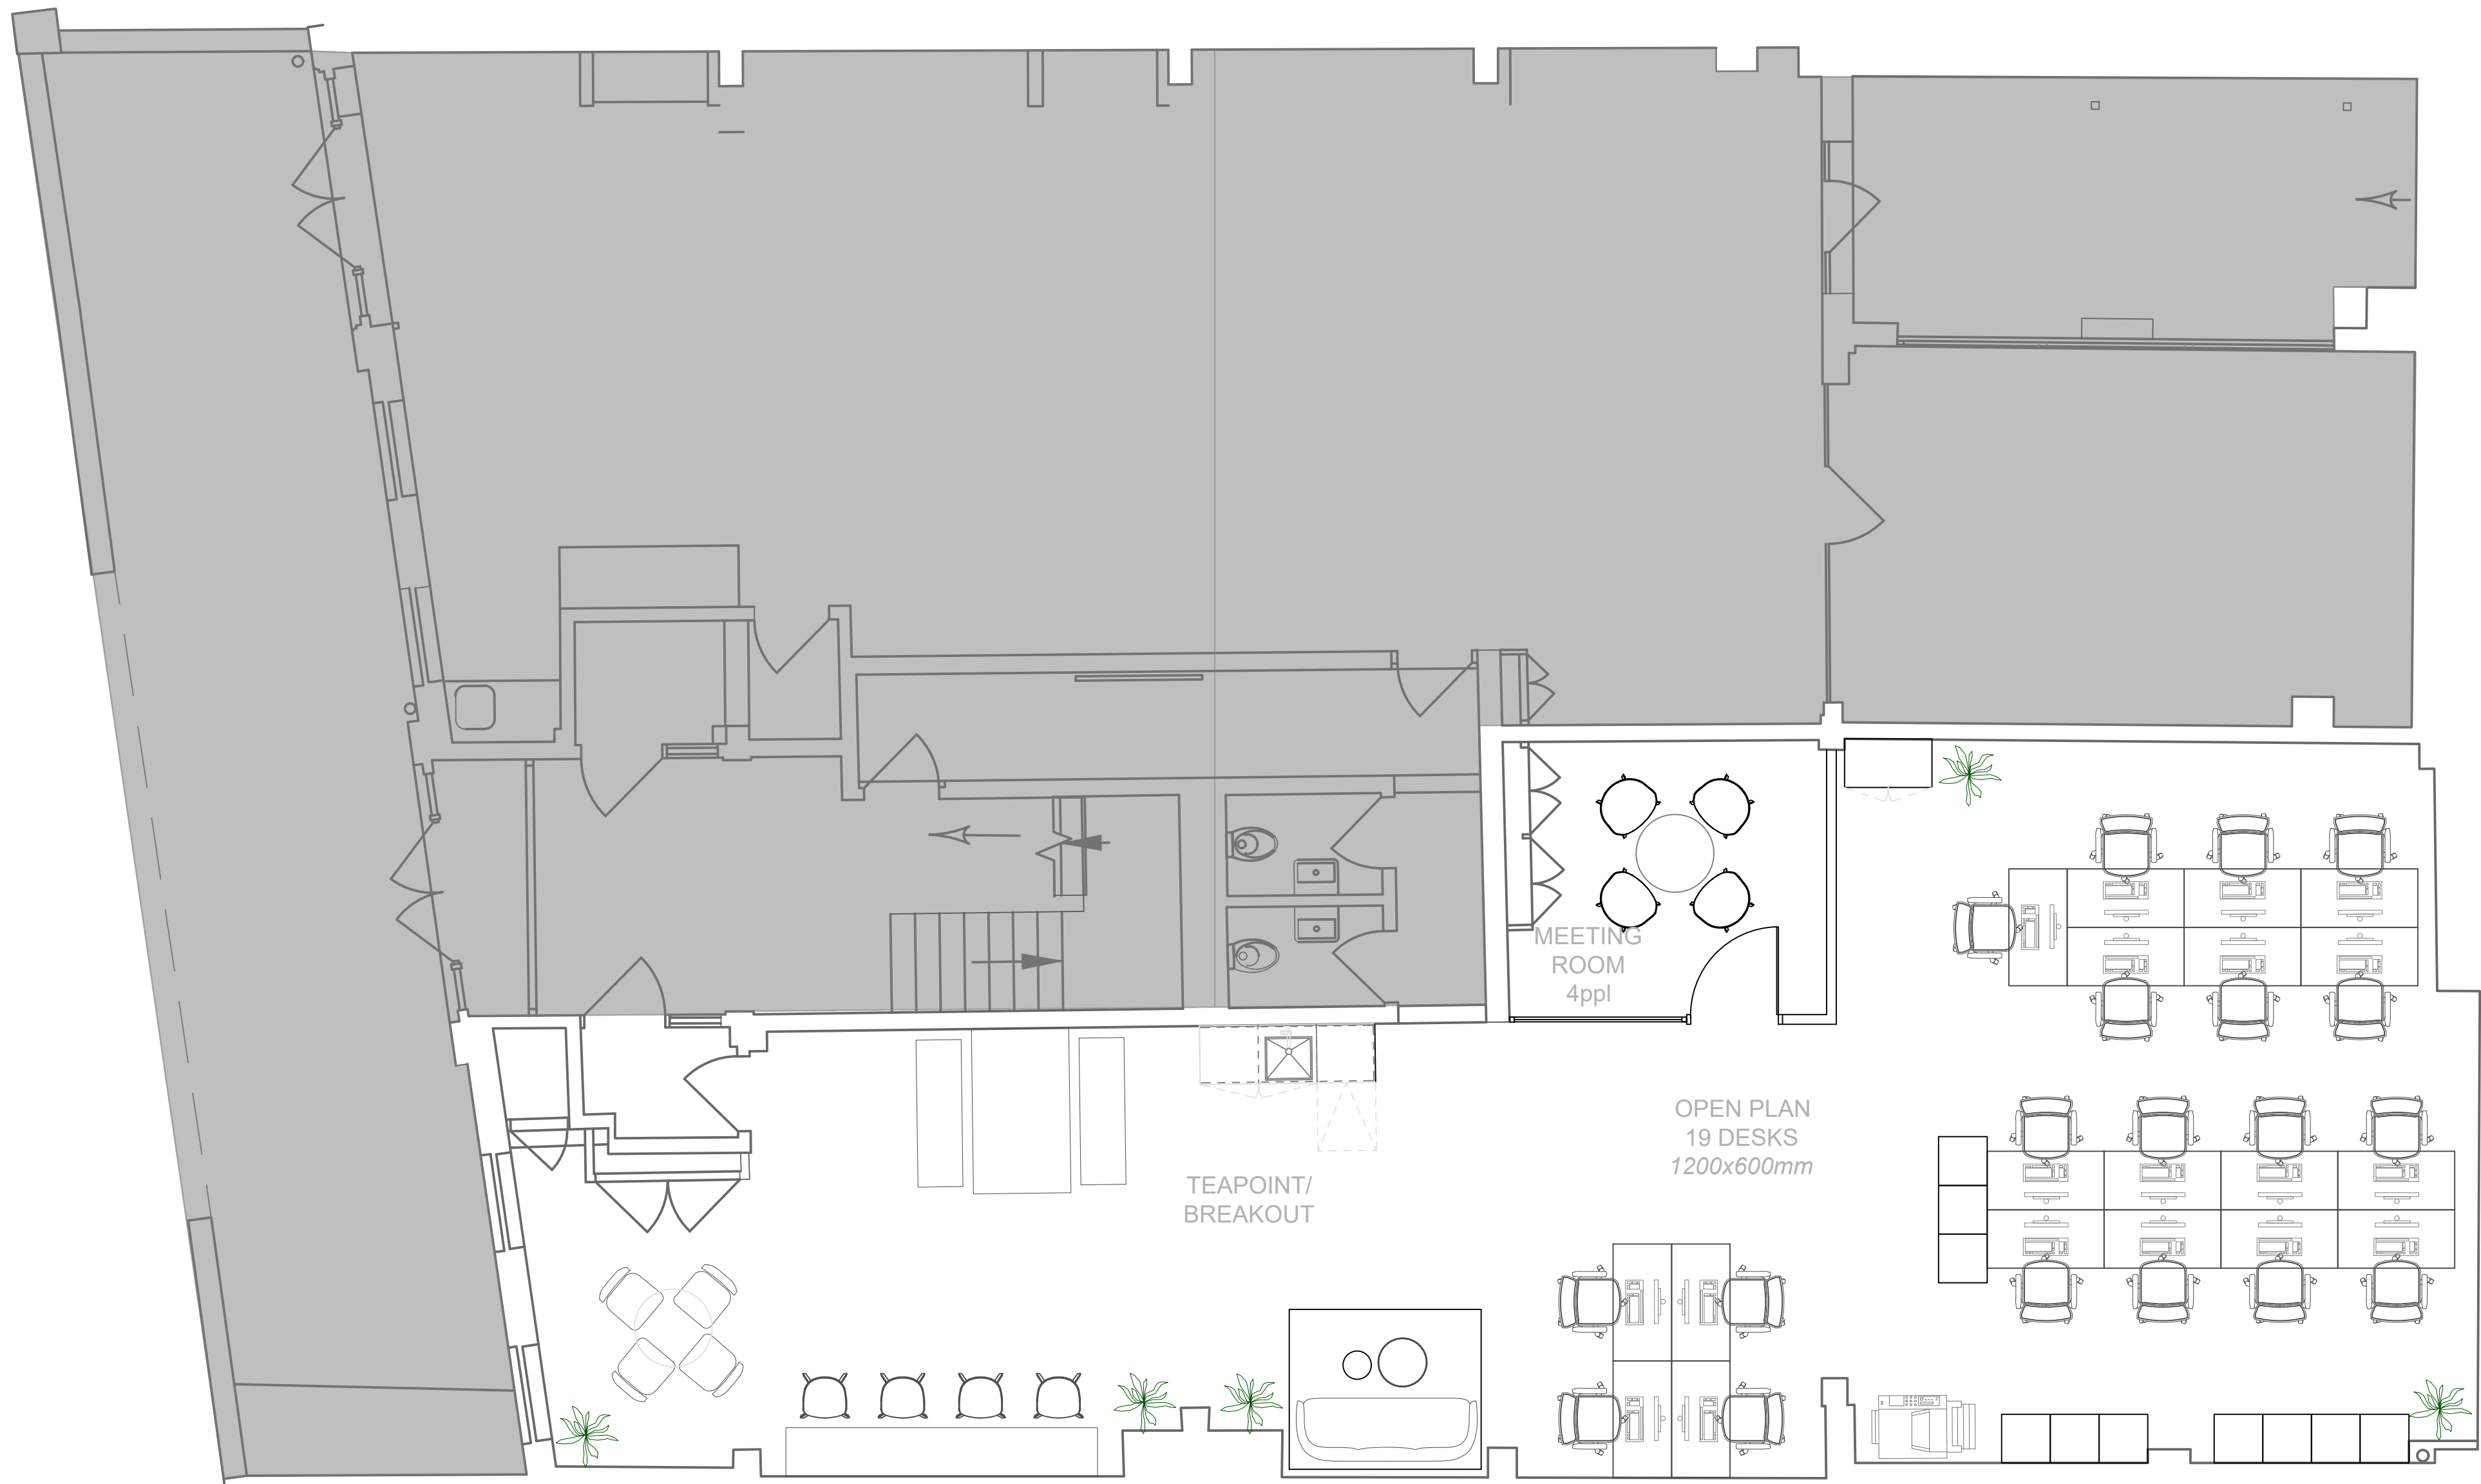 MEETING
ROOM
4ppl
OPEN PLAN
19 DESKS
1200x600mm
TEAPOINT/
BREAKOUT